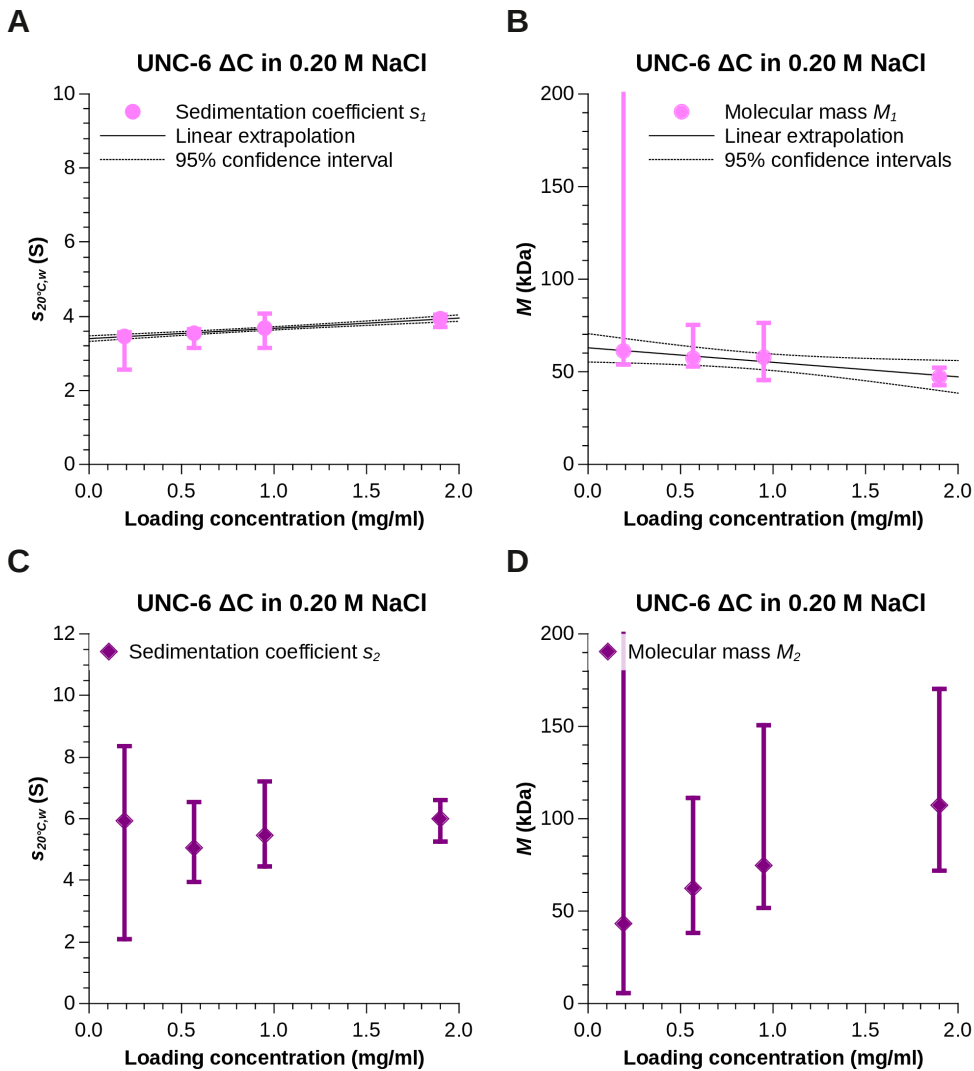 A
UNC-6 ΔC in 0.20 M NaCl
10
8
6
4
2
0
s20°C,w (S)
Sedimentation coefficient s1
Linear extrapolation
95% confidence interval
0.0 0.5 1.0 1.5 2.0
Loading concentration (mg/ml)
B
UNC-6 ΔC in 0.20 M NaCl
200
150
100
50
0
M (kDa)
Molecular mass M1
Linear extrapolation
95% confidence intervals
0.0 0.5 1.0 1.5 2.0
Loading concentration (mg/ml)
C
UNC-6 ΔC in 0.20 M NaCl
12
10
8
6
4
2
0
s20°C,w (S)
Sedimentation coefficient s2
0.0 0.5 1.0 1.5 2.0
Loading concentration (mg/ml)
D
UNC-6 ΔC in 0.20 M NaCl
200
150
100
50
0
M (kDa)
Molecular mass M2
0.0 0.5 1.0 1.5 2.0
Loading concentration (mg/ml)